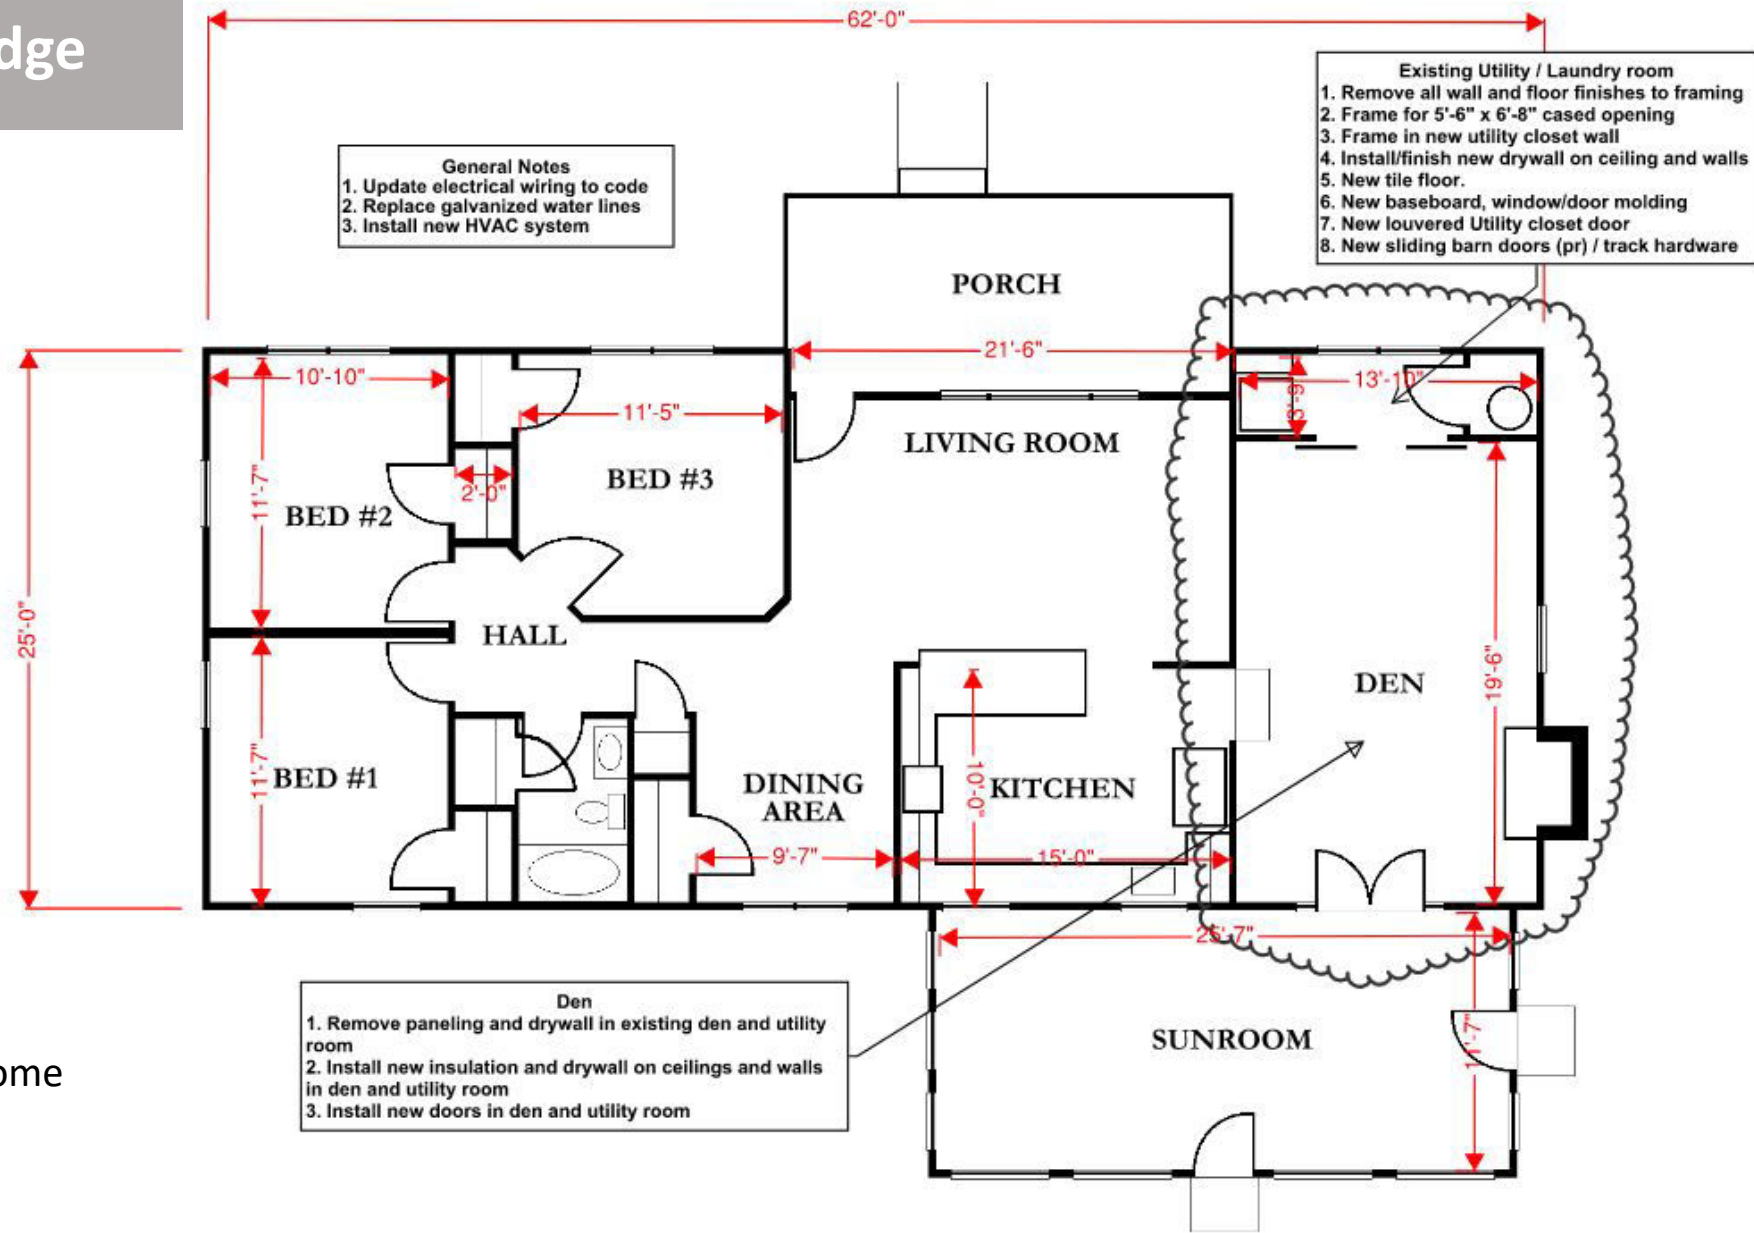 dge
62'-0"
Existing Utility / Laundry room
1. Remove all wall and floor finishes to framing
2. Frame for 5'-6" x 6'-8" cased opening
3. Frame in new utility closet wall
4. Install/finish new drywall on ceiling and walls
5. New tile floor.
6. New baseboard, window/door molding
7. New louvered Utility closet door
8. New sliding barn doors (pr) / track hardware
General Notes
1. Update electrical wiring to code
2. Replace galvanized water lines
3. Install new HVAC system
PORCH
21'-6"
10'-10"
13'-10"
3'-9"
11'-5"
LIVING ROOM
BED #3
2'-0"
11'-7"
BED #2
25'-0"
HALL
19'-6"
DEN
11'-7"
BED #1
DINING
AREA
10'-0"
KITCHEN
9'-7"
15'-0"
25'-7"
Den
1. Remove paneling and drywall in existing den and utility
room
2. Install new insulation and drywall on ceilings and walls
in den and utility room
3. Install new doors in den and utility room
SUNROOM
11'-7"
ome